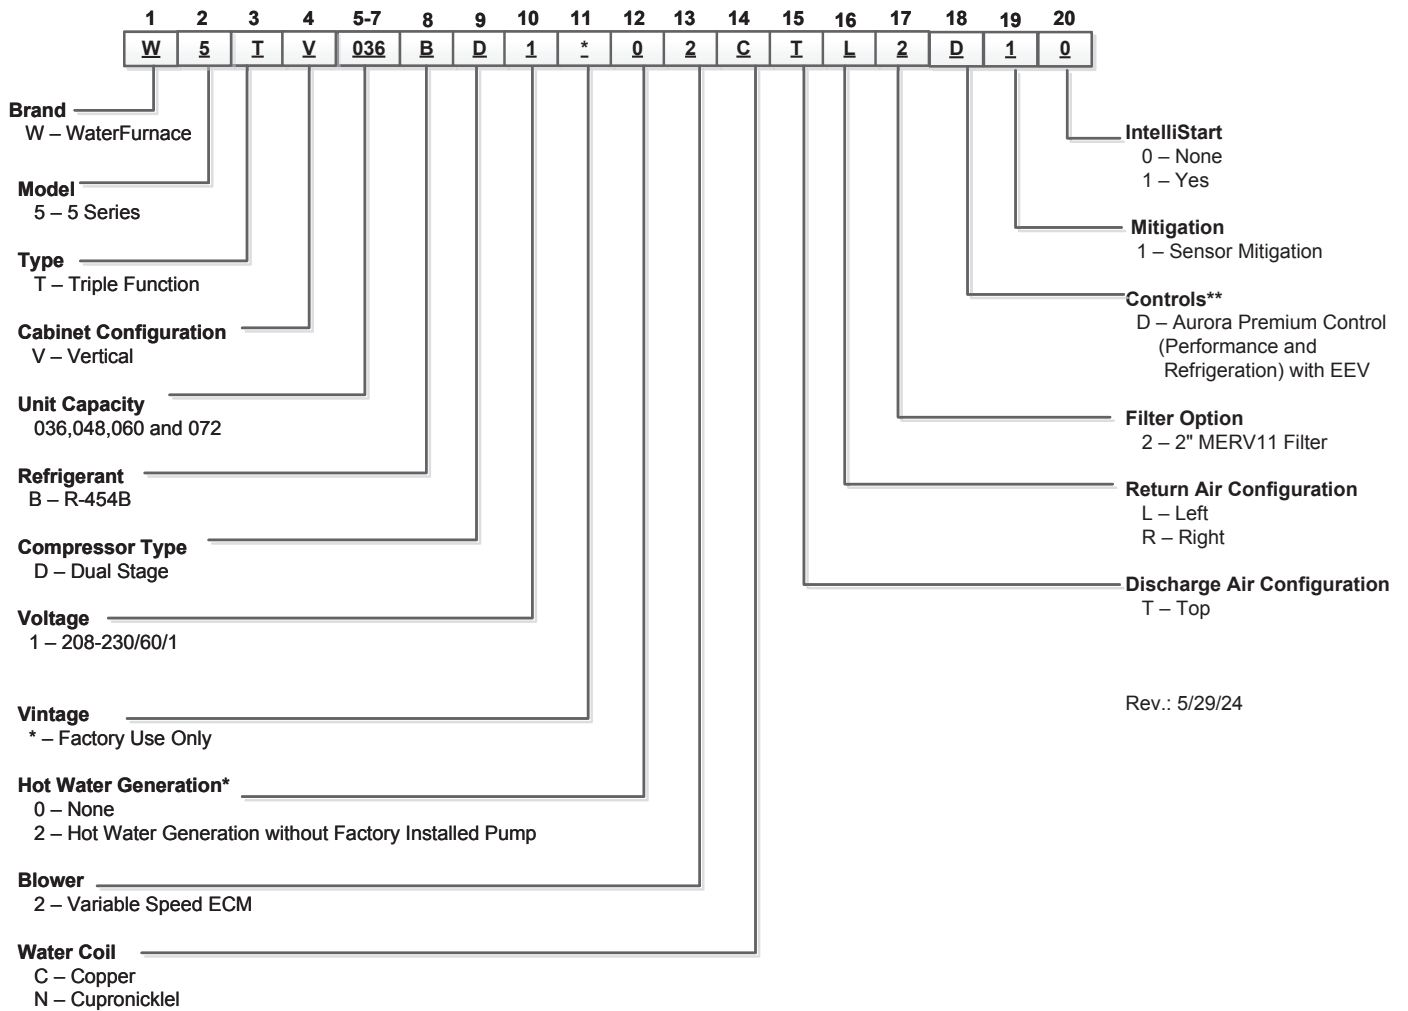 1 2 3 4 5-7 8 9 10 11 12 13 14 15 16 17 18 19 20
W 5 T V 036 B D 1 * 0 2 C T L 2 D 1 0
Brand
W – WaterFurnace
Model
5 – 5 Series
Type
T – Triple Function
Cabinet Configuration
V – Vertical
Unit Capacity
036,048,060 and 072
Refrigerant
B – R-454B
Compressor Type
D – Dual Stage
Voltage
1 – 208-230/60/1
Vintage
* – Factory Use Only
Hot Water Generation*
0 – None
2 – Hot Water Generation without Factory Installed Pump
Blower
2 – Variable Speed ECM
Water Coil
C – Copper
N – Cupronicklel
IntelliStart
0 – None
1 – Yes
Mitigation
1 – Sensor Mitigation
Controls**
D – Aurora Premium Control
(Performance and
Refrigeration) with EEV
Filter Option
2 – 2" MERV11 Filter
Return Air Configuration
L – Left
R – Right
Discharge Air Configuration
T – Top
Rev.: 5/29/24